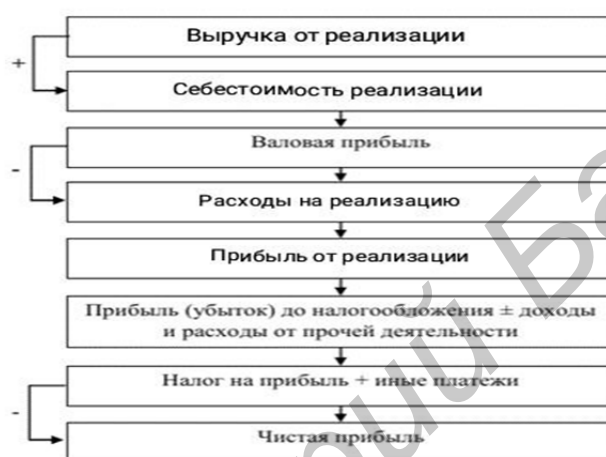 Выручка от реализации
+
Себестоимость реализации
Валовая прибыль
-
Расходы на реализацию
Прибыль от реализации
Прибыль (убыток) до налогообложения ± доходы
и расходы от прочей деятельности
Налог на прибыль + иные платежи
-
Чистая прибыль